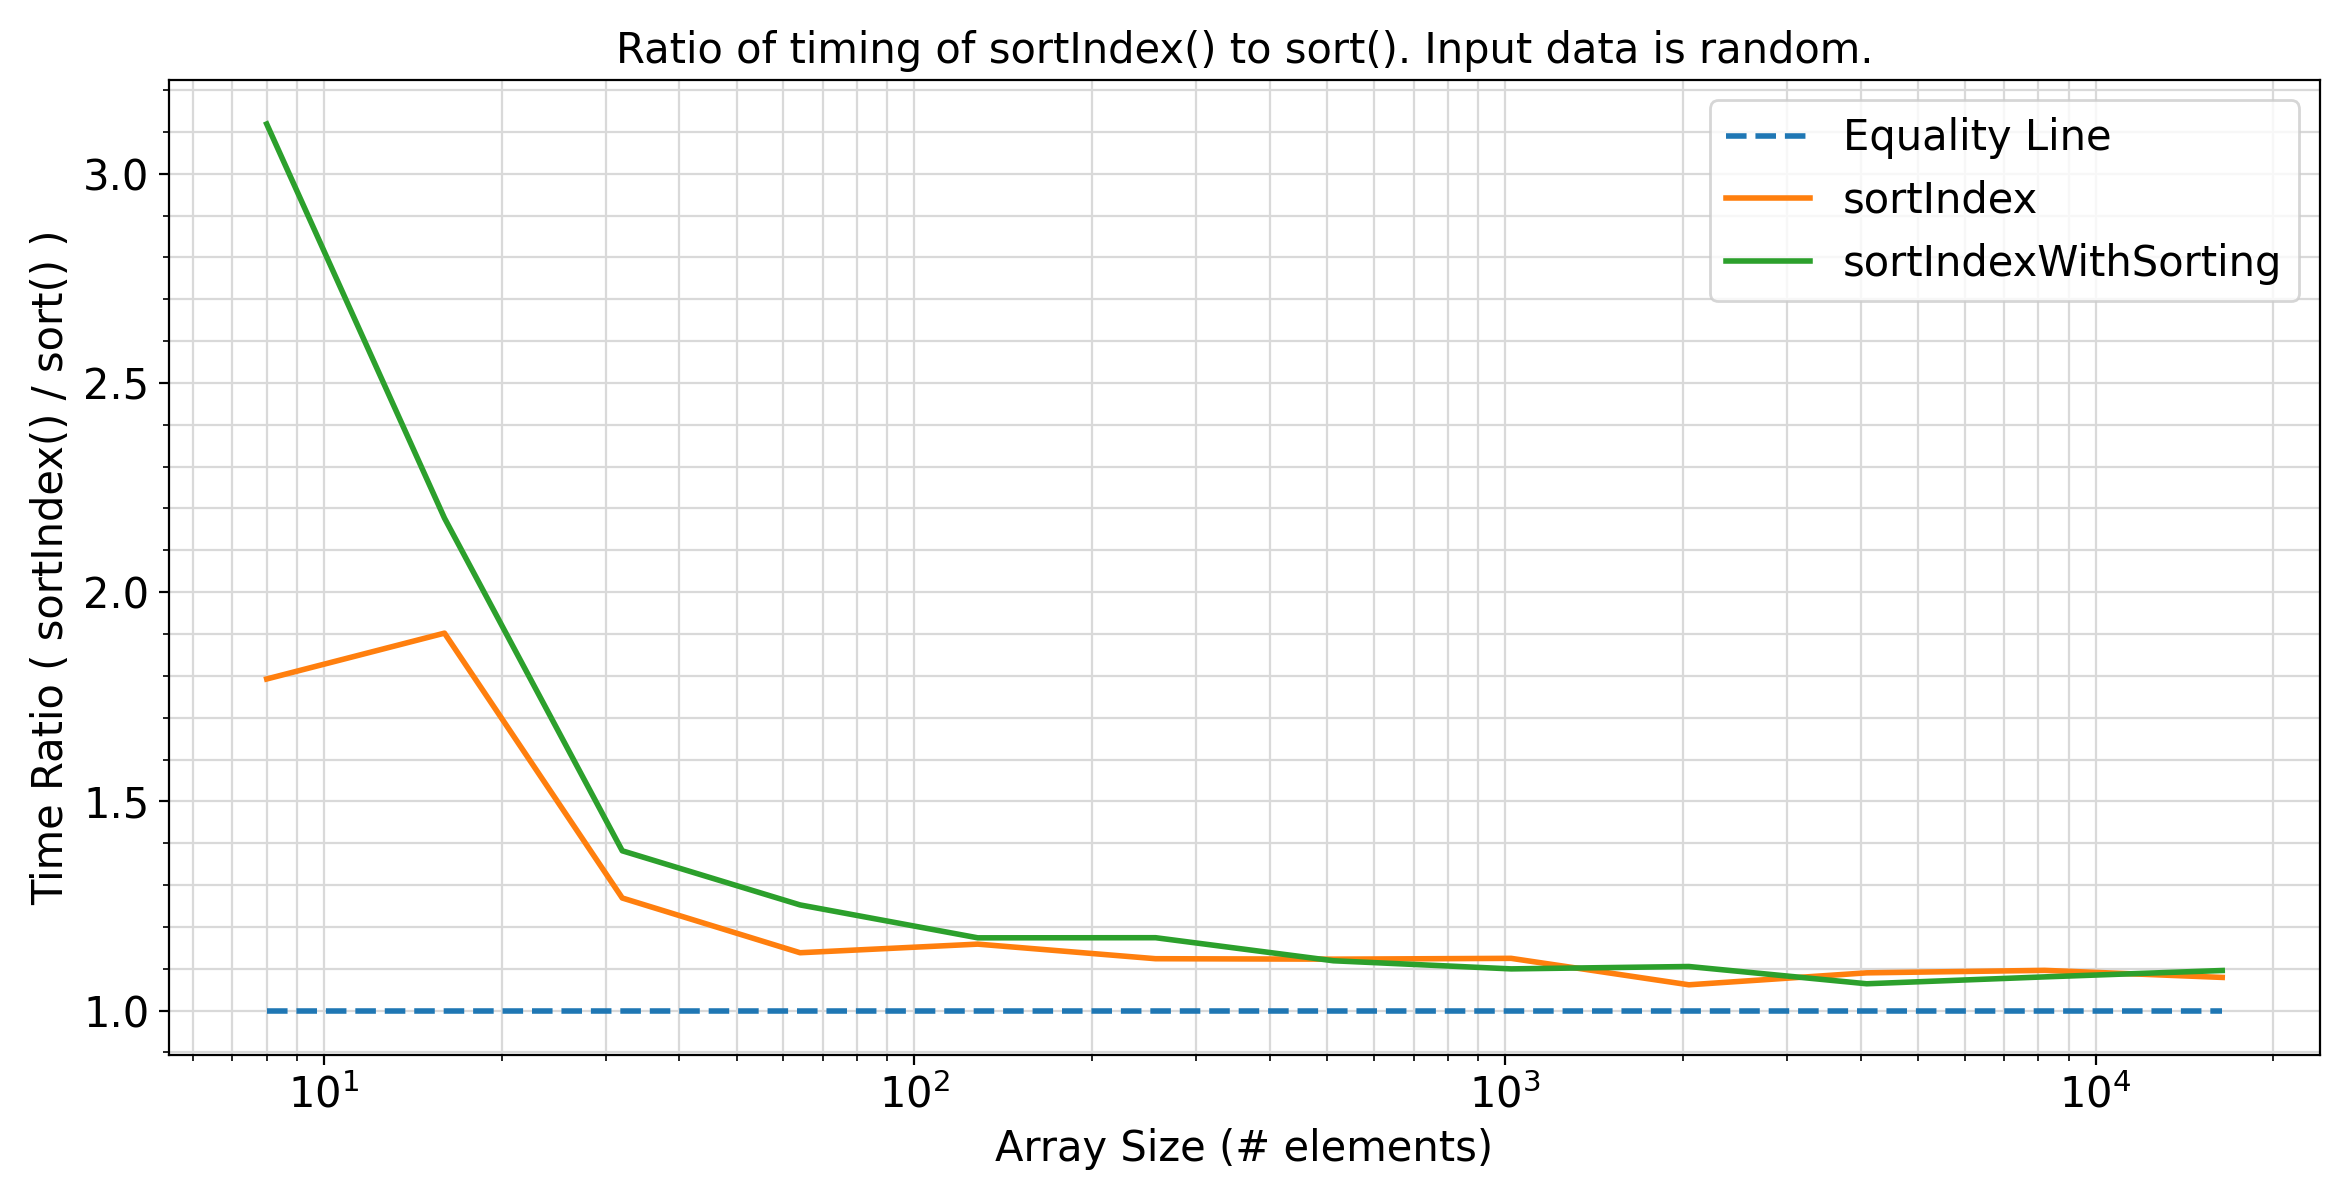 Ratio of timing of sortIndex() to sort(). Input data is random.
Equality Line
sortIndex
sortIndexWithSorting
Time Ratio ( sortIndex() / sort() )
3.0
2.5
2.0
1.5
1.0
10¹ 10² 10³ 10⁴
Array Size (# elements)